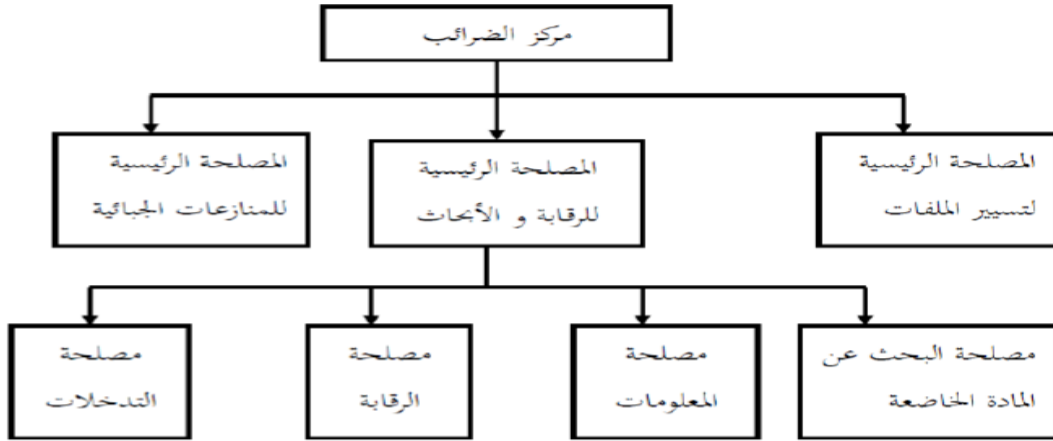 مركز الضرائب
المصلحة الرئيسية
لتسيير الملفات
المصلحة الرئيسية
للرقابة و الأبحاث
المصلحة الرئيسية
للمنازعات الجبائية
مصلحة البحث عن
المادة الخاضعة
مصلحة
المعلومات
مصلحة
الرقابة
مصلحة
التدخلات